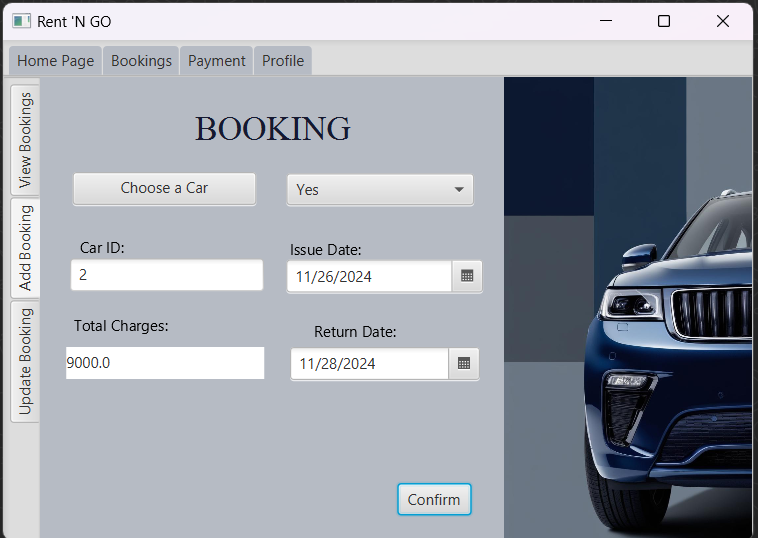 Rent 'N GO
Home Page Bookings Payment Profile
View Bookings
Add Booking
Update Booking
BOOKING
Choose a Car Yes
Car ID: Issue Date:
2 11/26/2024
Total Charges: Return Date:
9000.0 11/28/2024
Confirm